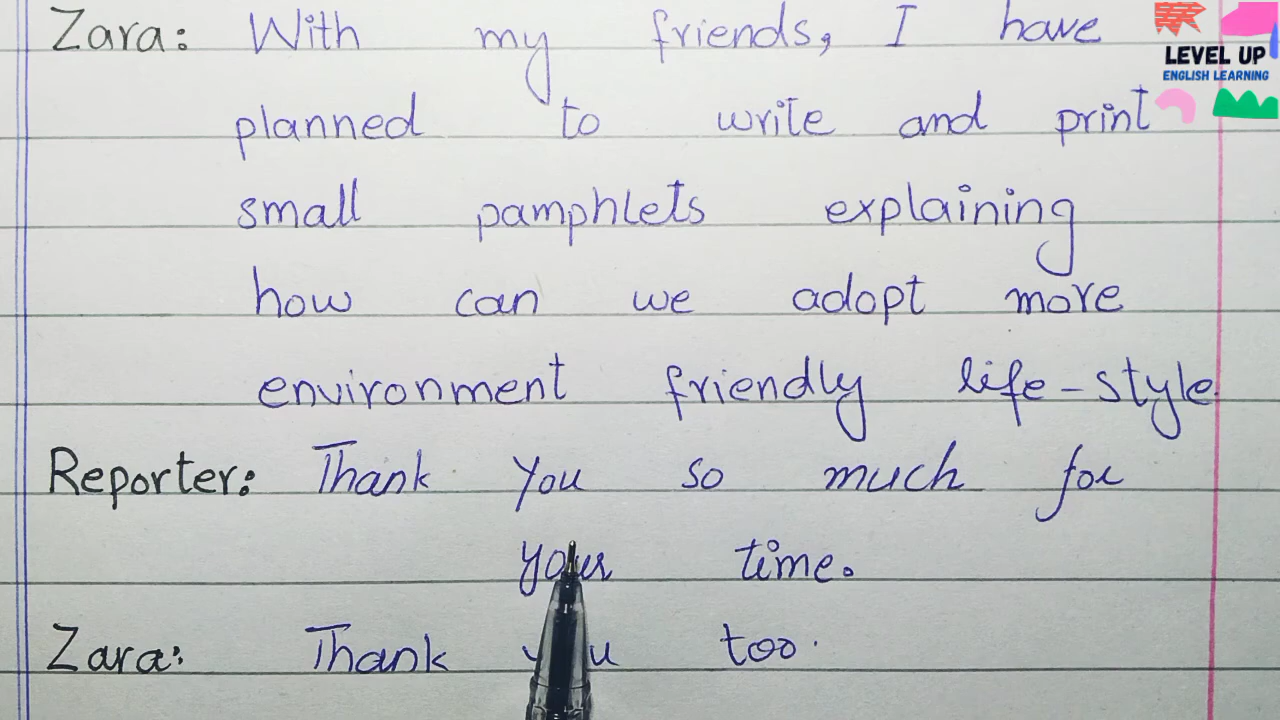 Zara: With my friends, I have
planned to write and print
small pamphlets explaining
how can we adopt more
environment friendly life-style
Reporter: Thank you so much for
your time.
Zara: Thank too.
LEVEL UP
ENGLISH LEARNING